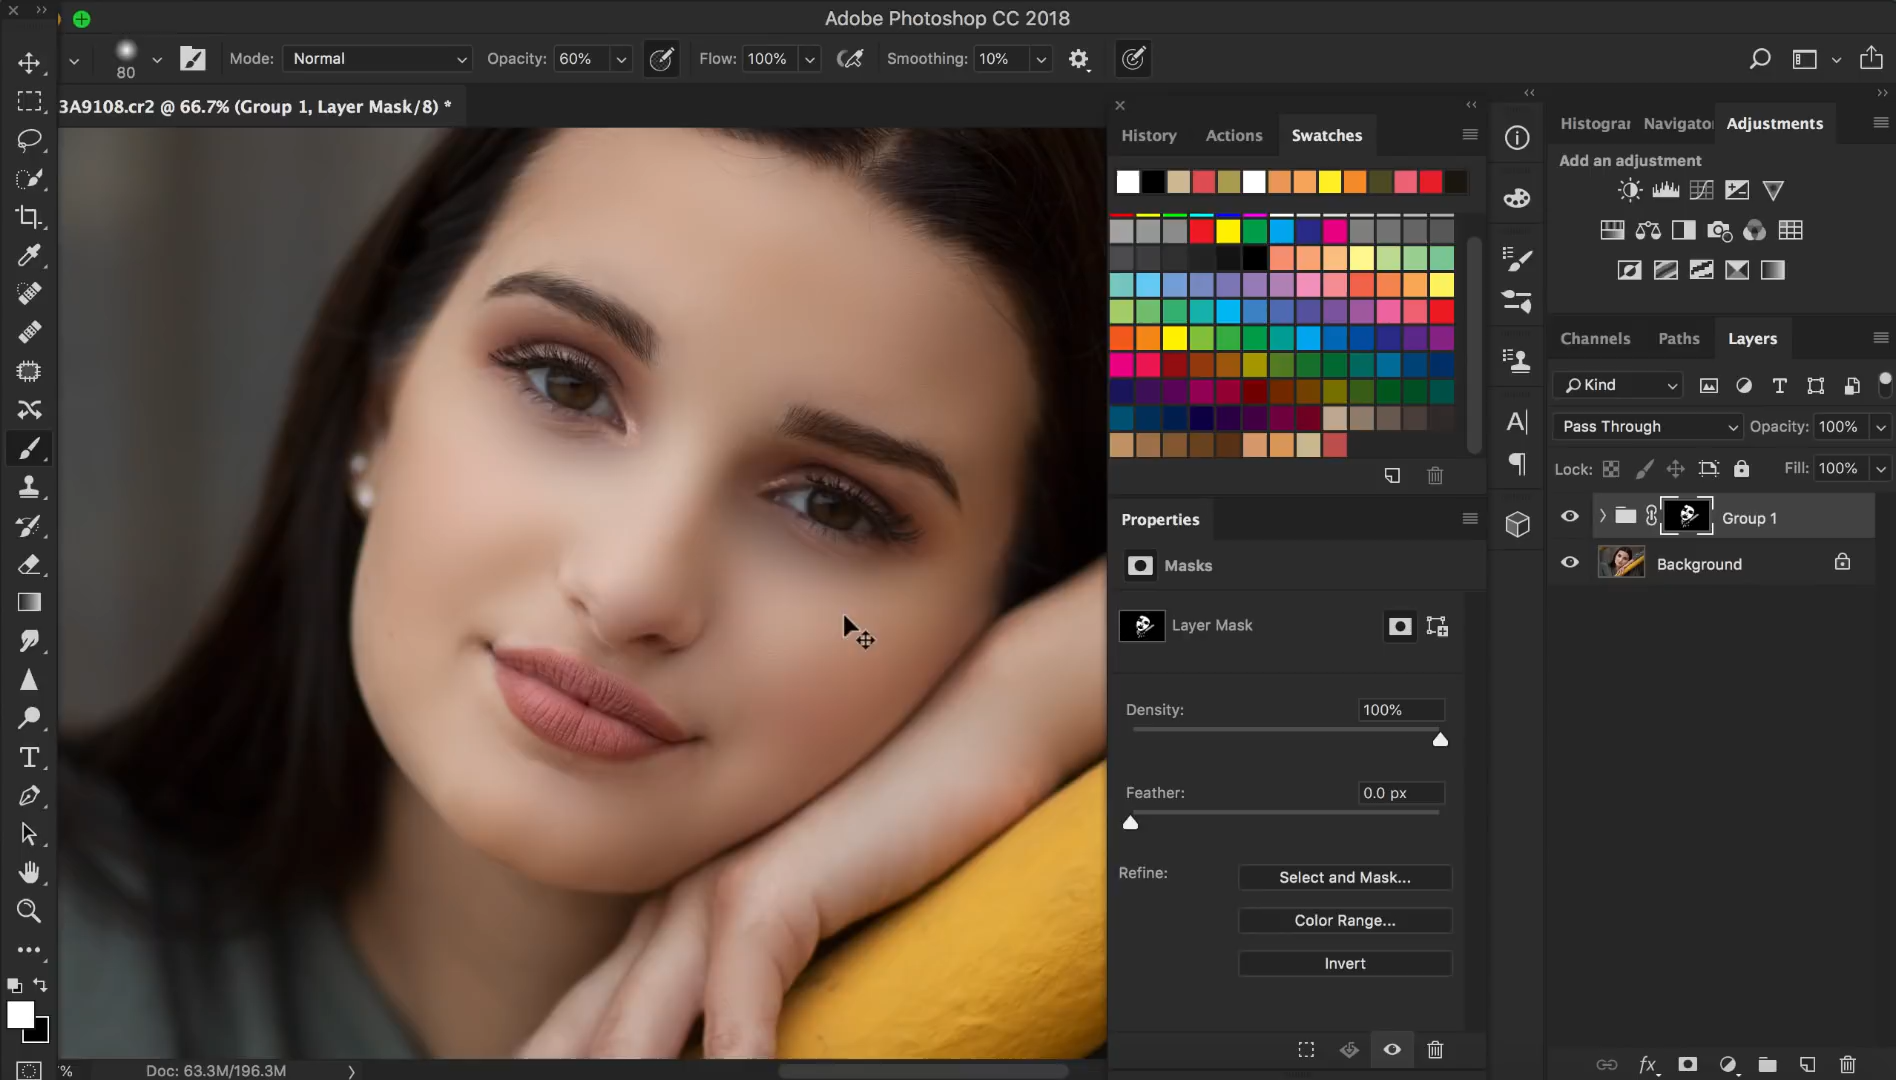 Adobe Photoshop CC 2018
80
Mode: Normal
Opacity: 60%
Flow: 100%
Smoothing: 10%
3A9108.cr2 @ 66.7% (Group 1, Layer Mask/8) *
History
Actions
Swatches
Properties
Masks
Layer Mask
Density: 100%
Feather: 0.0 px
Refine:
Select and Mask...
Color Range...
Invert
Histogram
Navigator
Adjustments
Add an adjustment
Channels
Paths
Layers
Kind
Pass Through
Opacity: 100%
Lock:
Fill: 100%
Group 1
Background
fx
% Doc: 63.3M/196.3M